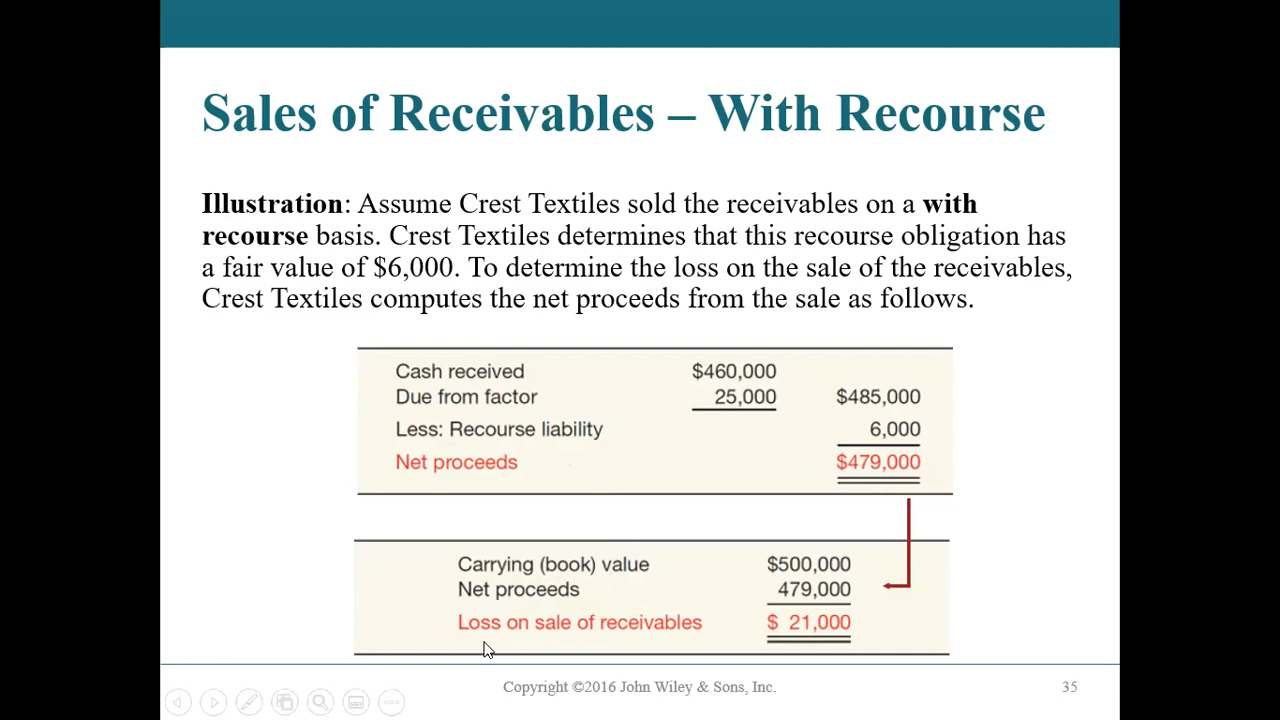 Sales of Receivables – With Recourse
Illustration: Assume Crest Textiles sold the receivables on a with
recourse basis. Crest Textiles determines that this recourse obligation has
a fair value of $6,000. To determine the loss on the sale of the receivables,
Crest Textiles computes the net proceeds from the sale as follows.
Cash received $460,000
Due from factor 25,000 $485,000
Less: Recourse liability 6,000
Net proceeds $479,000
Carrying (book) value $500,000
Net proceeds 479,000
Loss on sale of receivables $ 21,000
Copyright ©2016 John Wiley & Sons, Inc. 35